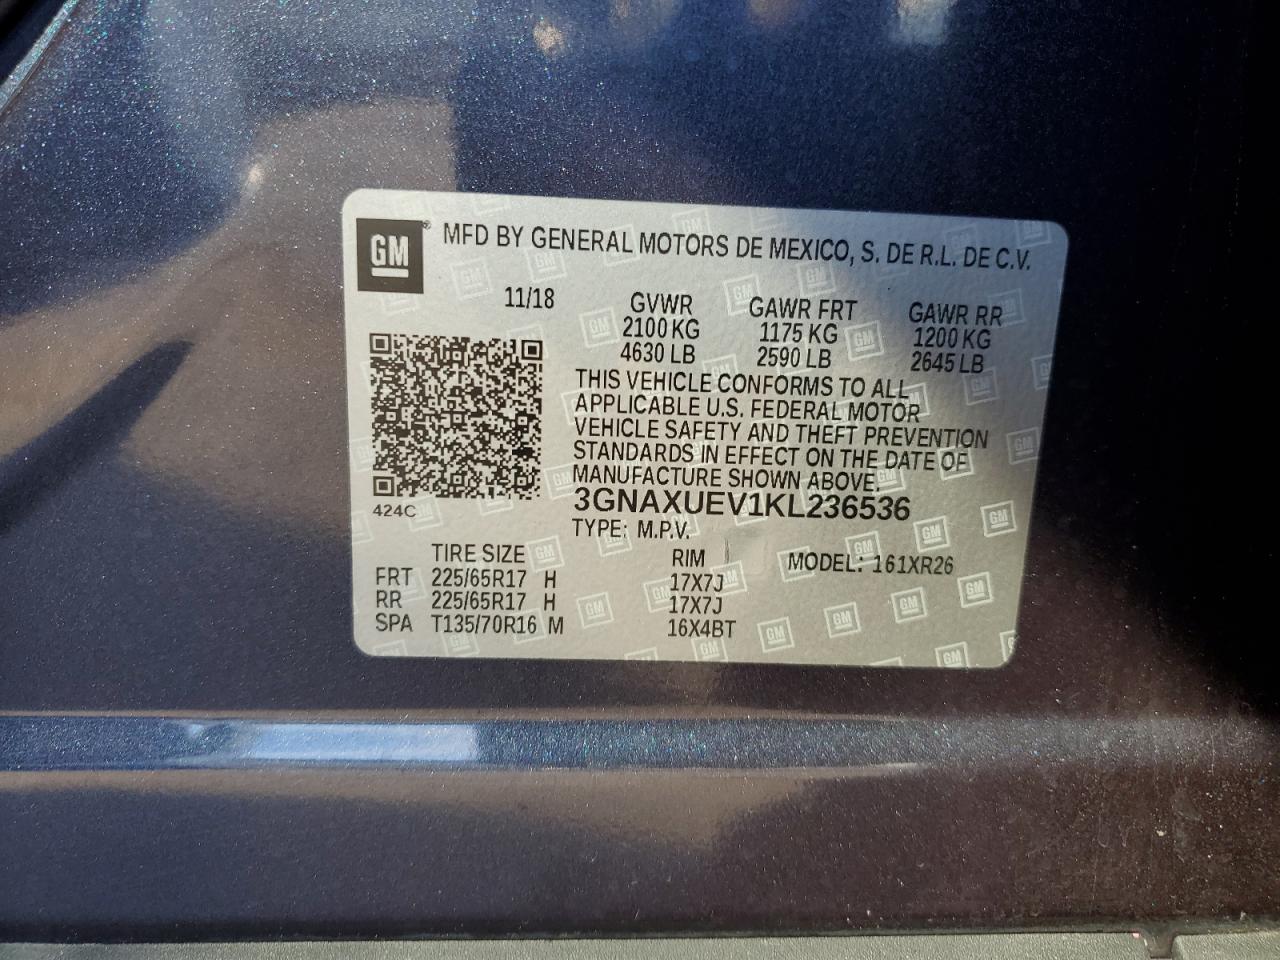 GM® MFD BY GENERAL MOTORS DE MEXICO, S. DE R.L. DE C.V.
11/18 GVWR GAWR FRT GAWR RR
2100 KG 1175 KG 1200 KG
4630 LB 2590 LB 2645 LB
THIS VEHICLE CONFORMS TO ALL
APPLICABLE U.S. FEDERAL MOTOR
VEHICLE SAFETY AND THEFT PREVENTION
STANDARDS IN EFFECT ON THE DATE OF
MANUFACTURE SHOWN ABOVE.
424C
3GNAXUEV1KL236536
TYPE: M.P.V.
TIRE SIZE RIM MODEL: 161XR26
FRT 225/65R17 H 17X7J
RR 225/65R17 H 17X7J
SPA T135/70R16 M 16X4BT